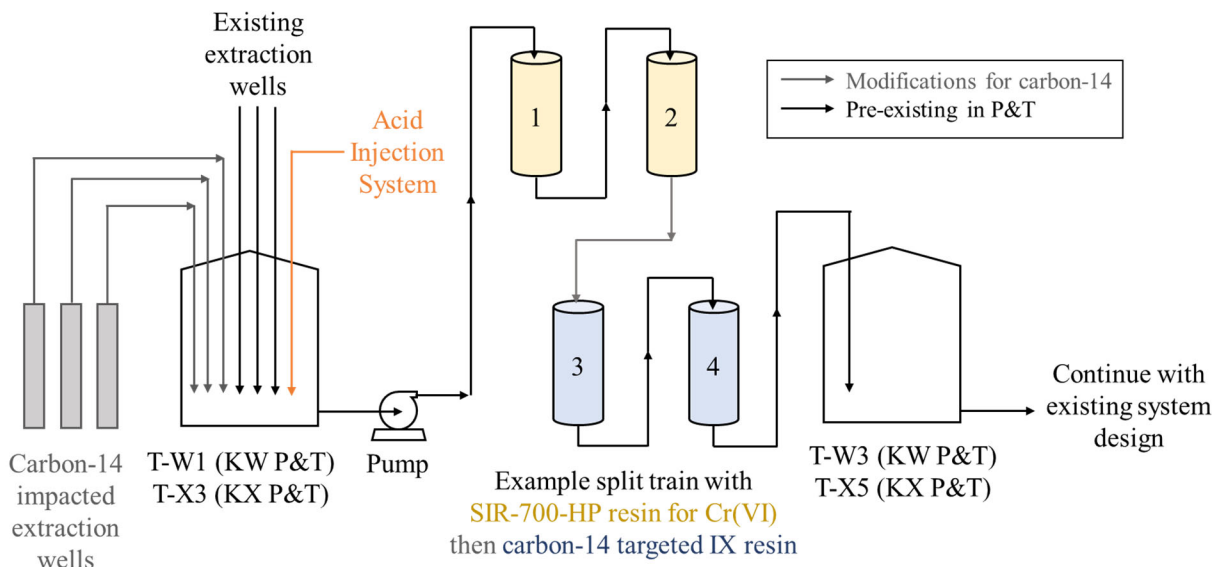 Existing
extraction
wells
Acid
Injection
System
1
2
Modifications for carbon-14
Pre-existing in P&T
3
4
Carbon-14
impacted
extraction
wells
T-W1 (KW P&T)
T-X3 (KX P&T)
Pump
Example split train with
SIR-700-HP resin for Cr(VI)
then carbon-14 targeted IX resin
T-W3 (KW P&T)
T-X5 (KX P&T)
Continue with
existing system
design